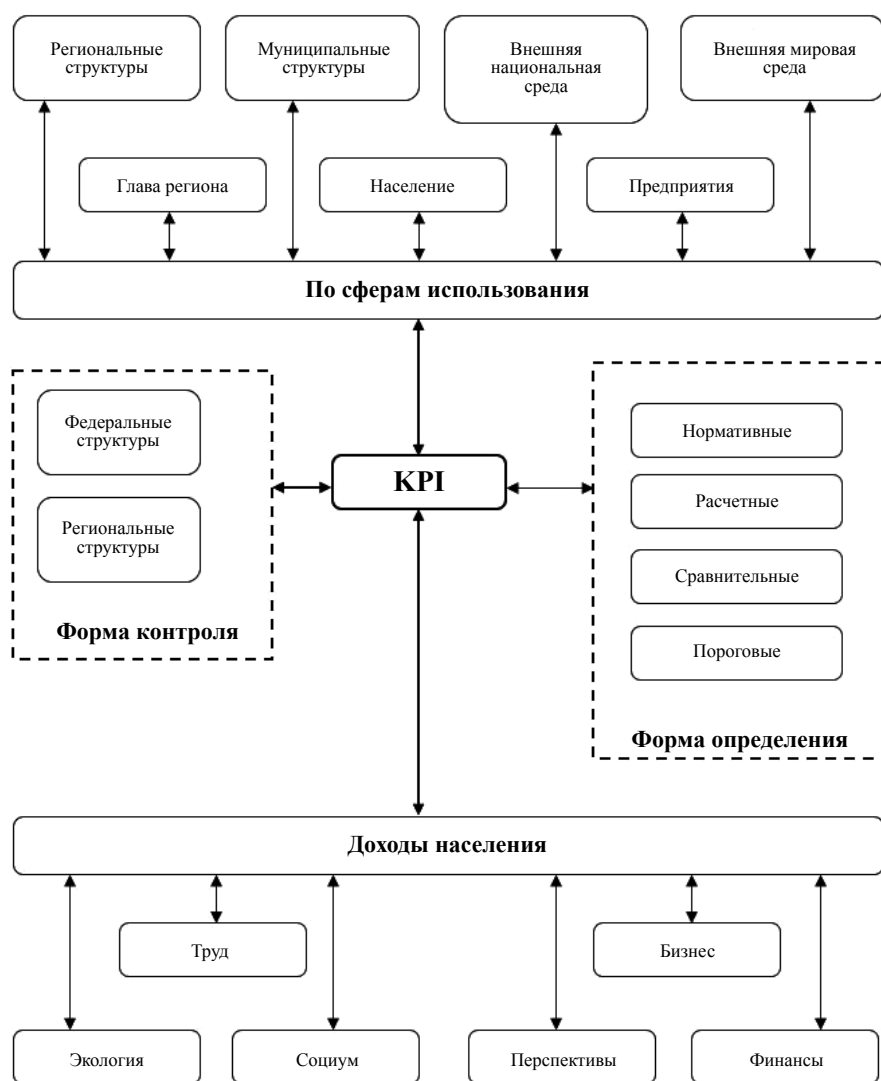 Региональные
структуры
Муниципальные
структуры
Внешняя
национальная
среда
Внешняя мировая
среда
Глава региона
Население
Предприятия
По сферам использования
Федеральные
структуры
Региональные
структуры
Форма контроля
KPI
Нормативные
Расчетные
Сравнительные
Пороговые
Форма определения
Доходы населения
Труд
Бизнес
Экология
Социум
Перспективы
Финансы